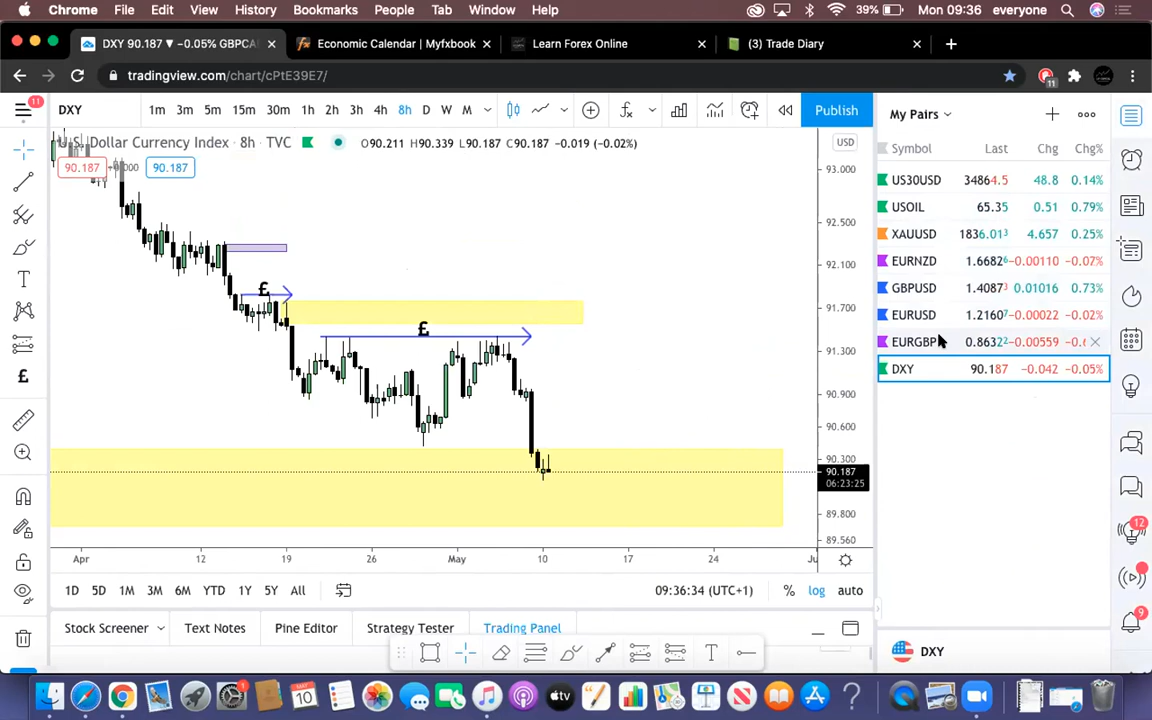 Chrome File Edit View History Bookmarks People Tab Window Help 39% Mon 09:36 everyone
DXY 90.187 ▼ −0.05% GBPCA Economic Calendar | Myfxbook Learn Forex Online (3) Trade Diary
tradingview.com/chart/cPtE39E7/ 11
11 DXY 1m 3m 5m 15m 30m 1h 2h 3h 4h 8h D W M Publish
U.S. Dollar Currency Index · 8h · TVC O90.211 H90.339 L90.187 C90.187 −0.019 (−0.02%) USD
90.187 90.187
93.000
92.500
92.100
91.700
91.300
90.900
90.300
90.187
06:23:25
89.800
89.560
£
£
£
Apr 12 19 26 May 10 17 24 Ju
1D 5D 1M 3M 6M YTD 1Y 5Y All 09:36:34 (UTC+1) % log auto
Stock Screener Text Notes Pine Editor Strategy Tester Trading Panel
My Pairs
Symbol Last Chg Chg%
US30USD 34864.5 48.8 0.14%
USOIL 65.35 0.51 0.79%
XAUUSD 1836.013 4.657 0.25%
EURNZD 1.66826 −0.00110 −0.07%
GBPUSD 1.40873 0.01016 0.73%
EURUSD 1.21607 −0.00022 −0.02%
EURGBP 0.86322 −0.00559
DXY 90.187 −0.042 −0.05%
DXY
12
9
10